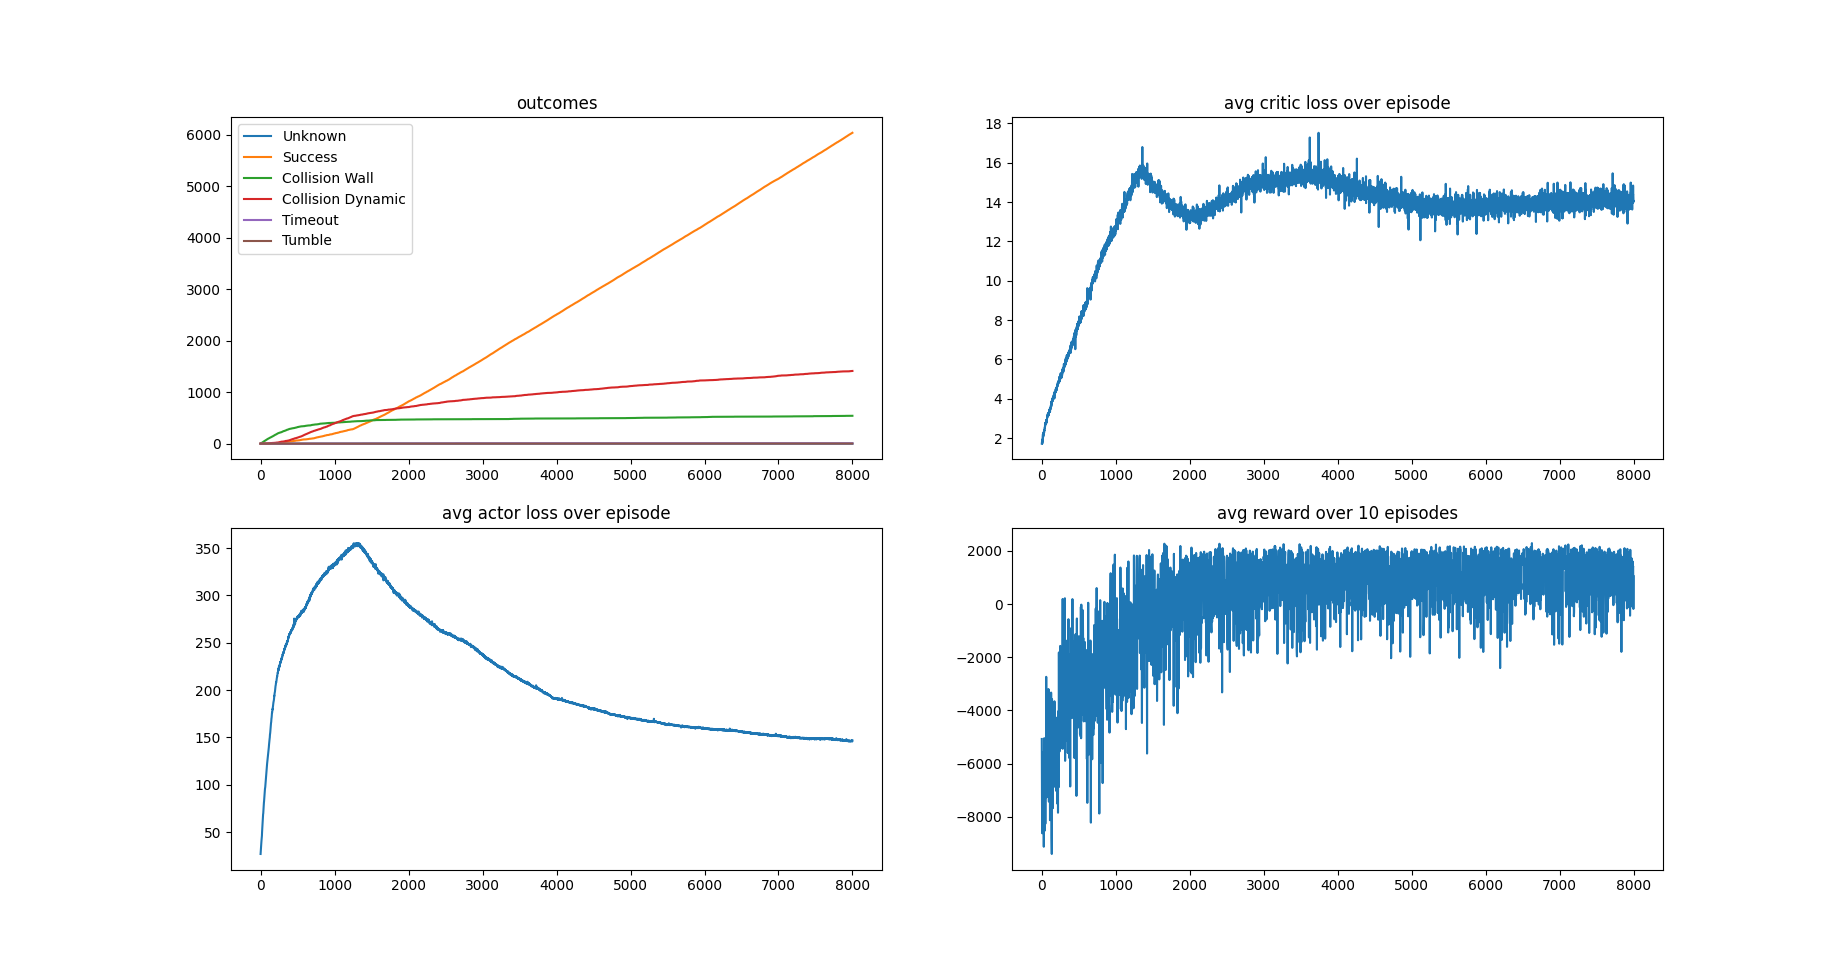 outcomes
6000
5000
4000
3000
2000
1000
0
Unknown
Success
Collision Wall
Collision Dynamic
Timeout
Tumble
0 1000 2000 3000 4000 5000 6000 7000 8000
avg critic loss over episode
18
16
14
12
10
8
6
4
2
0 1000 2000 3000 4000 5000 6000 7000 8000
avg actor loss over episode
350
300
250
200
150
100
50
0 1000 2000 3000 4000 5000 6000 7000 8000
avg reward over 10 episodes
2000
0
−2000
−4000
−6000
−8000
0 1000 2000 3000 4000 5000 6000 7000 8000